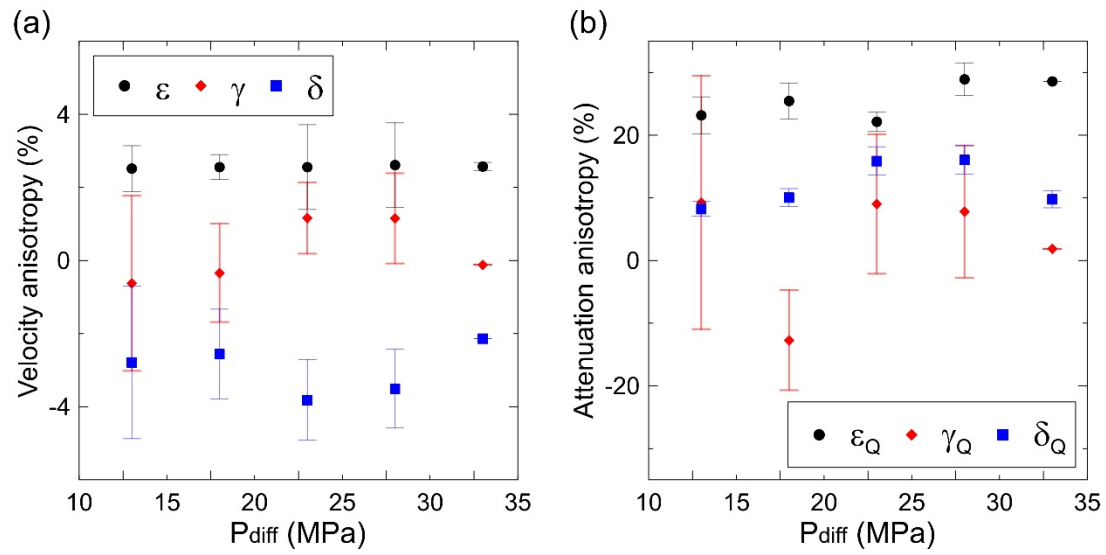 (a)
ε γ δ
Velocity anisotropy (%)
4
0
-4
10 15 20 25 30 35
Pdiff (MPa)
(b)
Attenuation anisotropy (%)
20
0
-20
εQ γQ δQ
10 15 20 25 30 35
Pdiff (MPa)